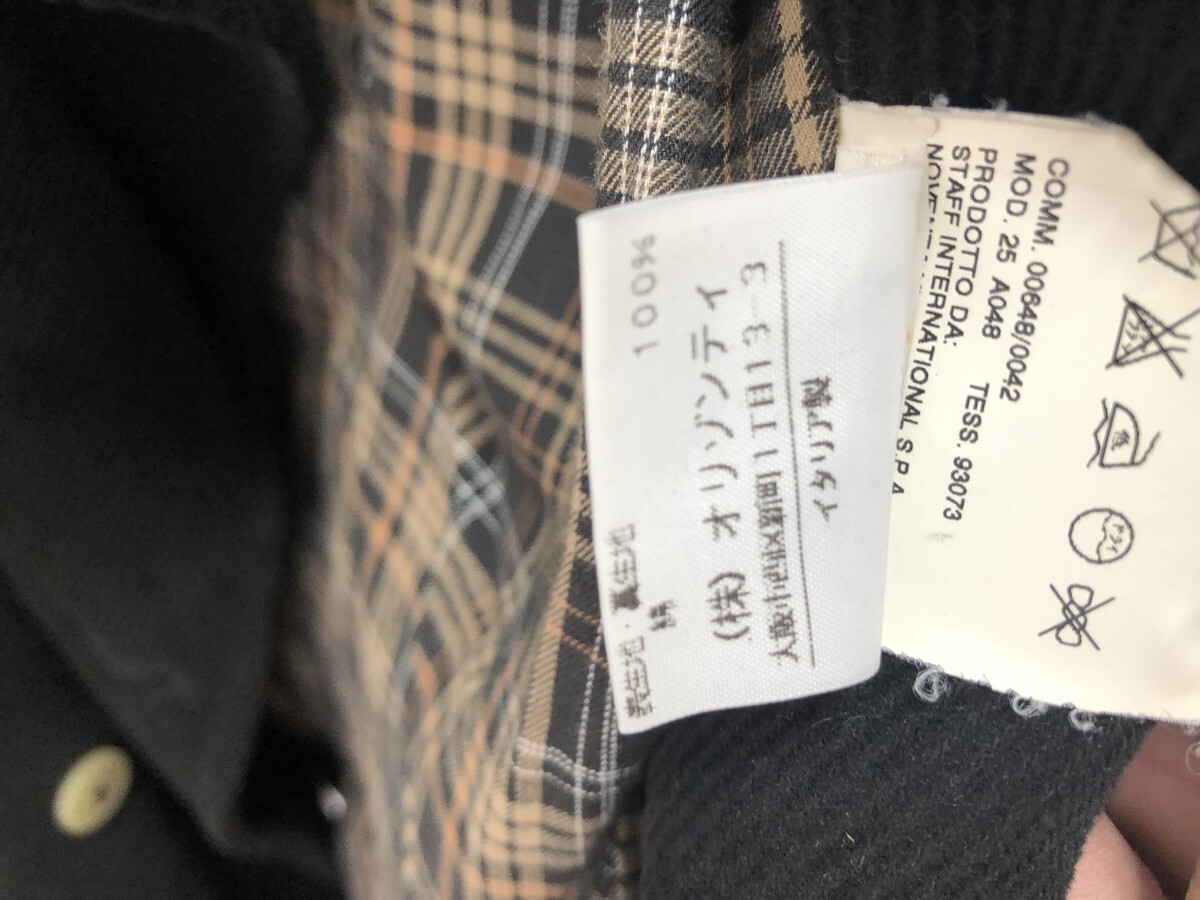 COMM. 00648/0042
MOD. 25 A048 TESS. 93073
PRODOTTO DA:
STAFF INTERNATIONAL S.P.A
表生地・裏生地
綿 100%
(株) オリゾンティ
大阪市西区新町1丁目13-3
イタリア製